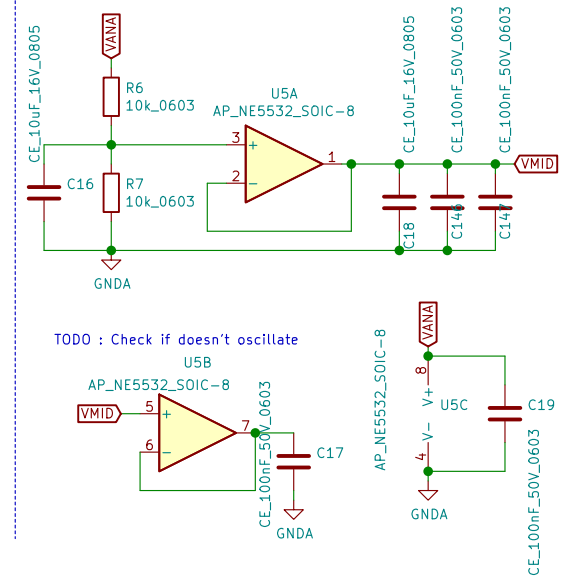 VANA
CE_10uF_16V_0805
R6
10k_0603
C16
R7
10k_0603
GNDA
U5A
AP_NE5532_SOIC-8
3
+
2
-
1
CE_10uF_16V_0805
CE_100nF_50V_0603
CE_100nF_50V_0603
VMID
C18
C146
C147
TODO : Check if doesn't oscillate
U5B
AP_NE5532_SOIC-8
VMID
5
+
6
-
7
CE_100nF_50V_0603
C17
GNDA
VANA
AP_NE5532_SOIC-8
8
V+
U5C
V-
4
C19
CE_100nF_50V_0603
GNDA